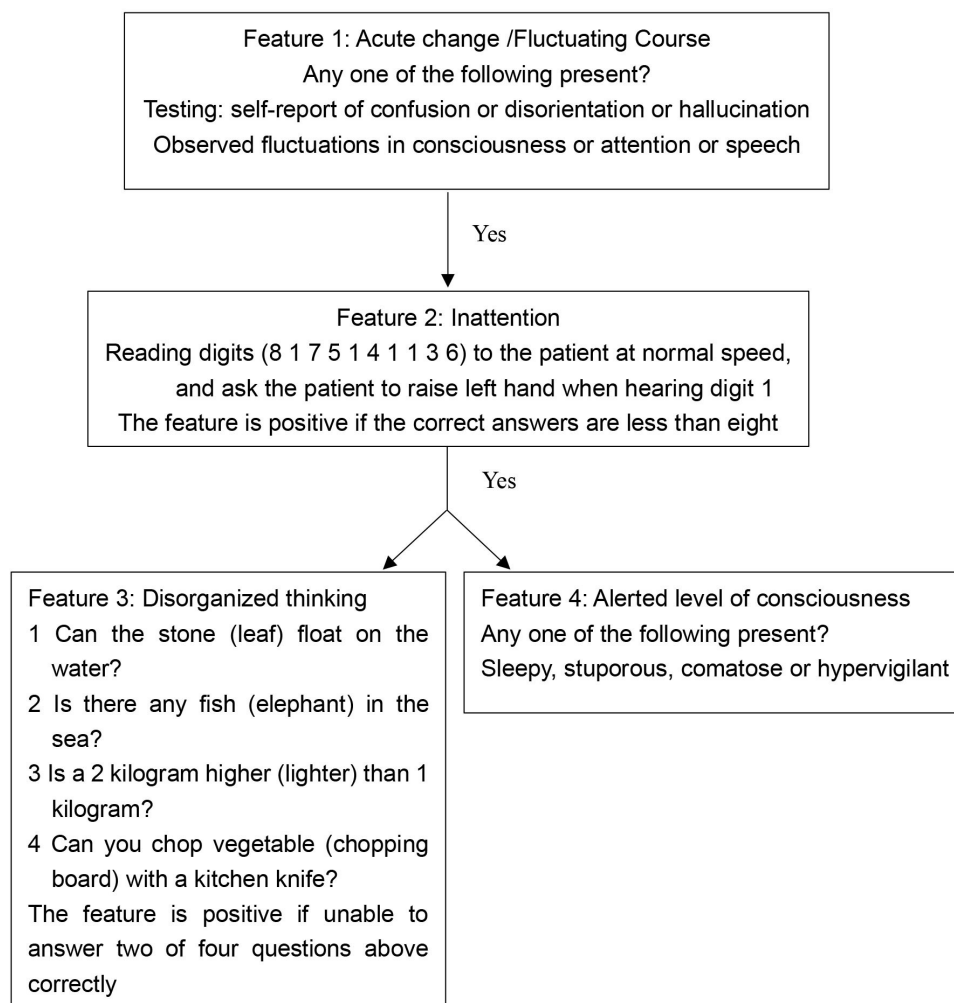 Feature 1: Acute change /Fluctuating Course
Any one of the following present?
Testing: self-report of confusion or disorientation or hallucination
Observed fluctuations in consciousness or attention or speech
Yes
Feature 2: Inattention
Reading digits (8 1 7 5 1 4 1 1 3 6) to the patient at normal speed,
and ask the patient to raise left hand when hearing digit 1
The feature is positive if the correct answers are less than eight
Yes
Feature 3: Disorganized thinking
1 Can the stone (leaf) float on the
water?
2 Is there any fish (elephant) in the
sea?
3 Is a 2 kilogram higher (lighter) than 1
kilogram?
4 Can you chop vegetable (chopping
board) with a kitchen knife?
The feature is positive if unable to
answer two of four questions above
correctly
Feature 4: Alerted level of consciousness
Any one of the following present?
Sleepy, stuporous, comatose or hypervigilant